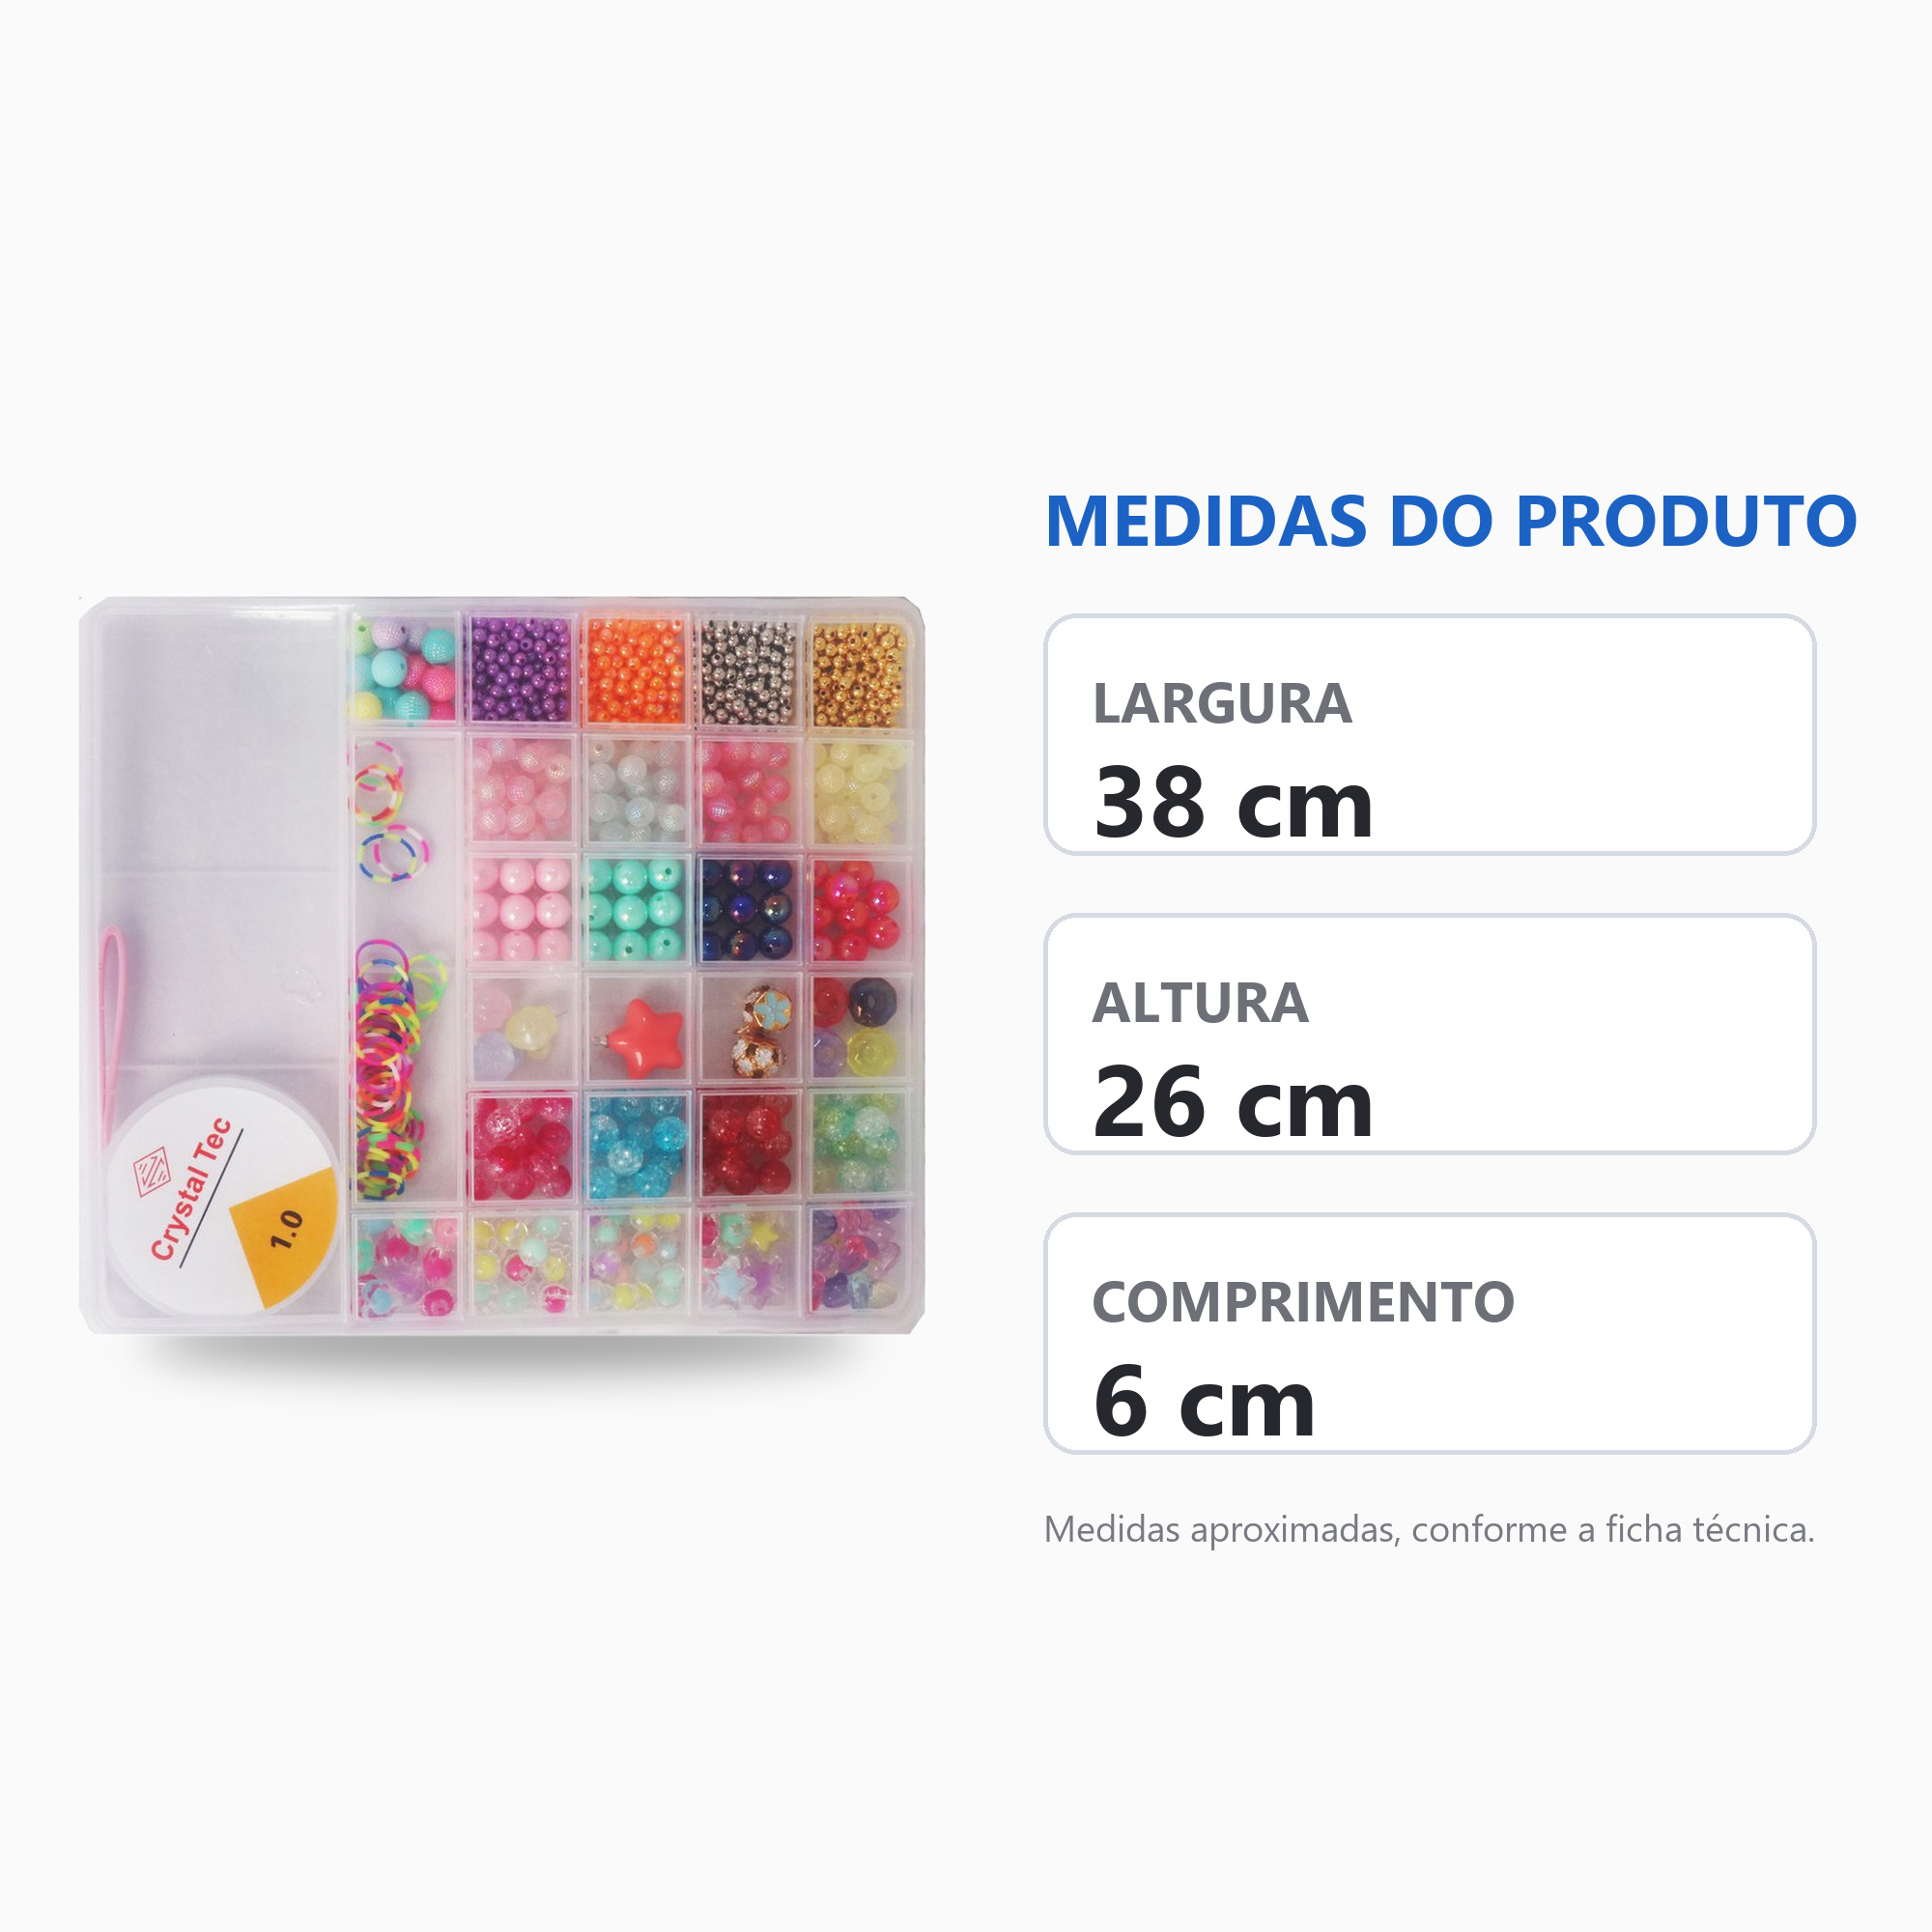 MEDIDAS DO PRODUTO
LARGURA
38 cm
ALTURA
26 cm
COMPRIMENTO
6 cm
Medidas aproximadas, conforme a ficha técnica.
Crystal Tec
1.0